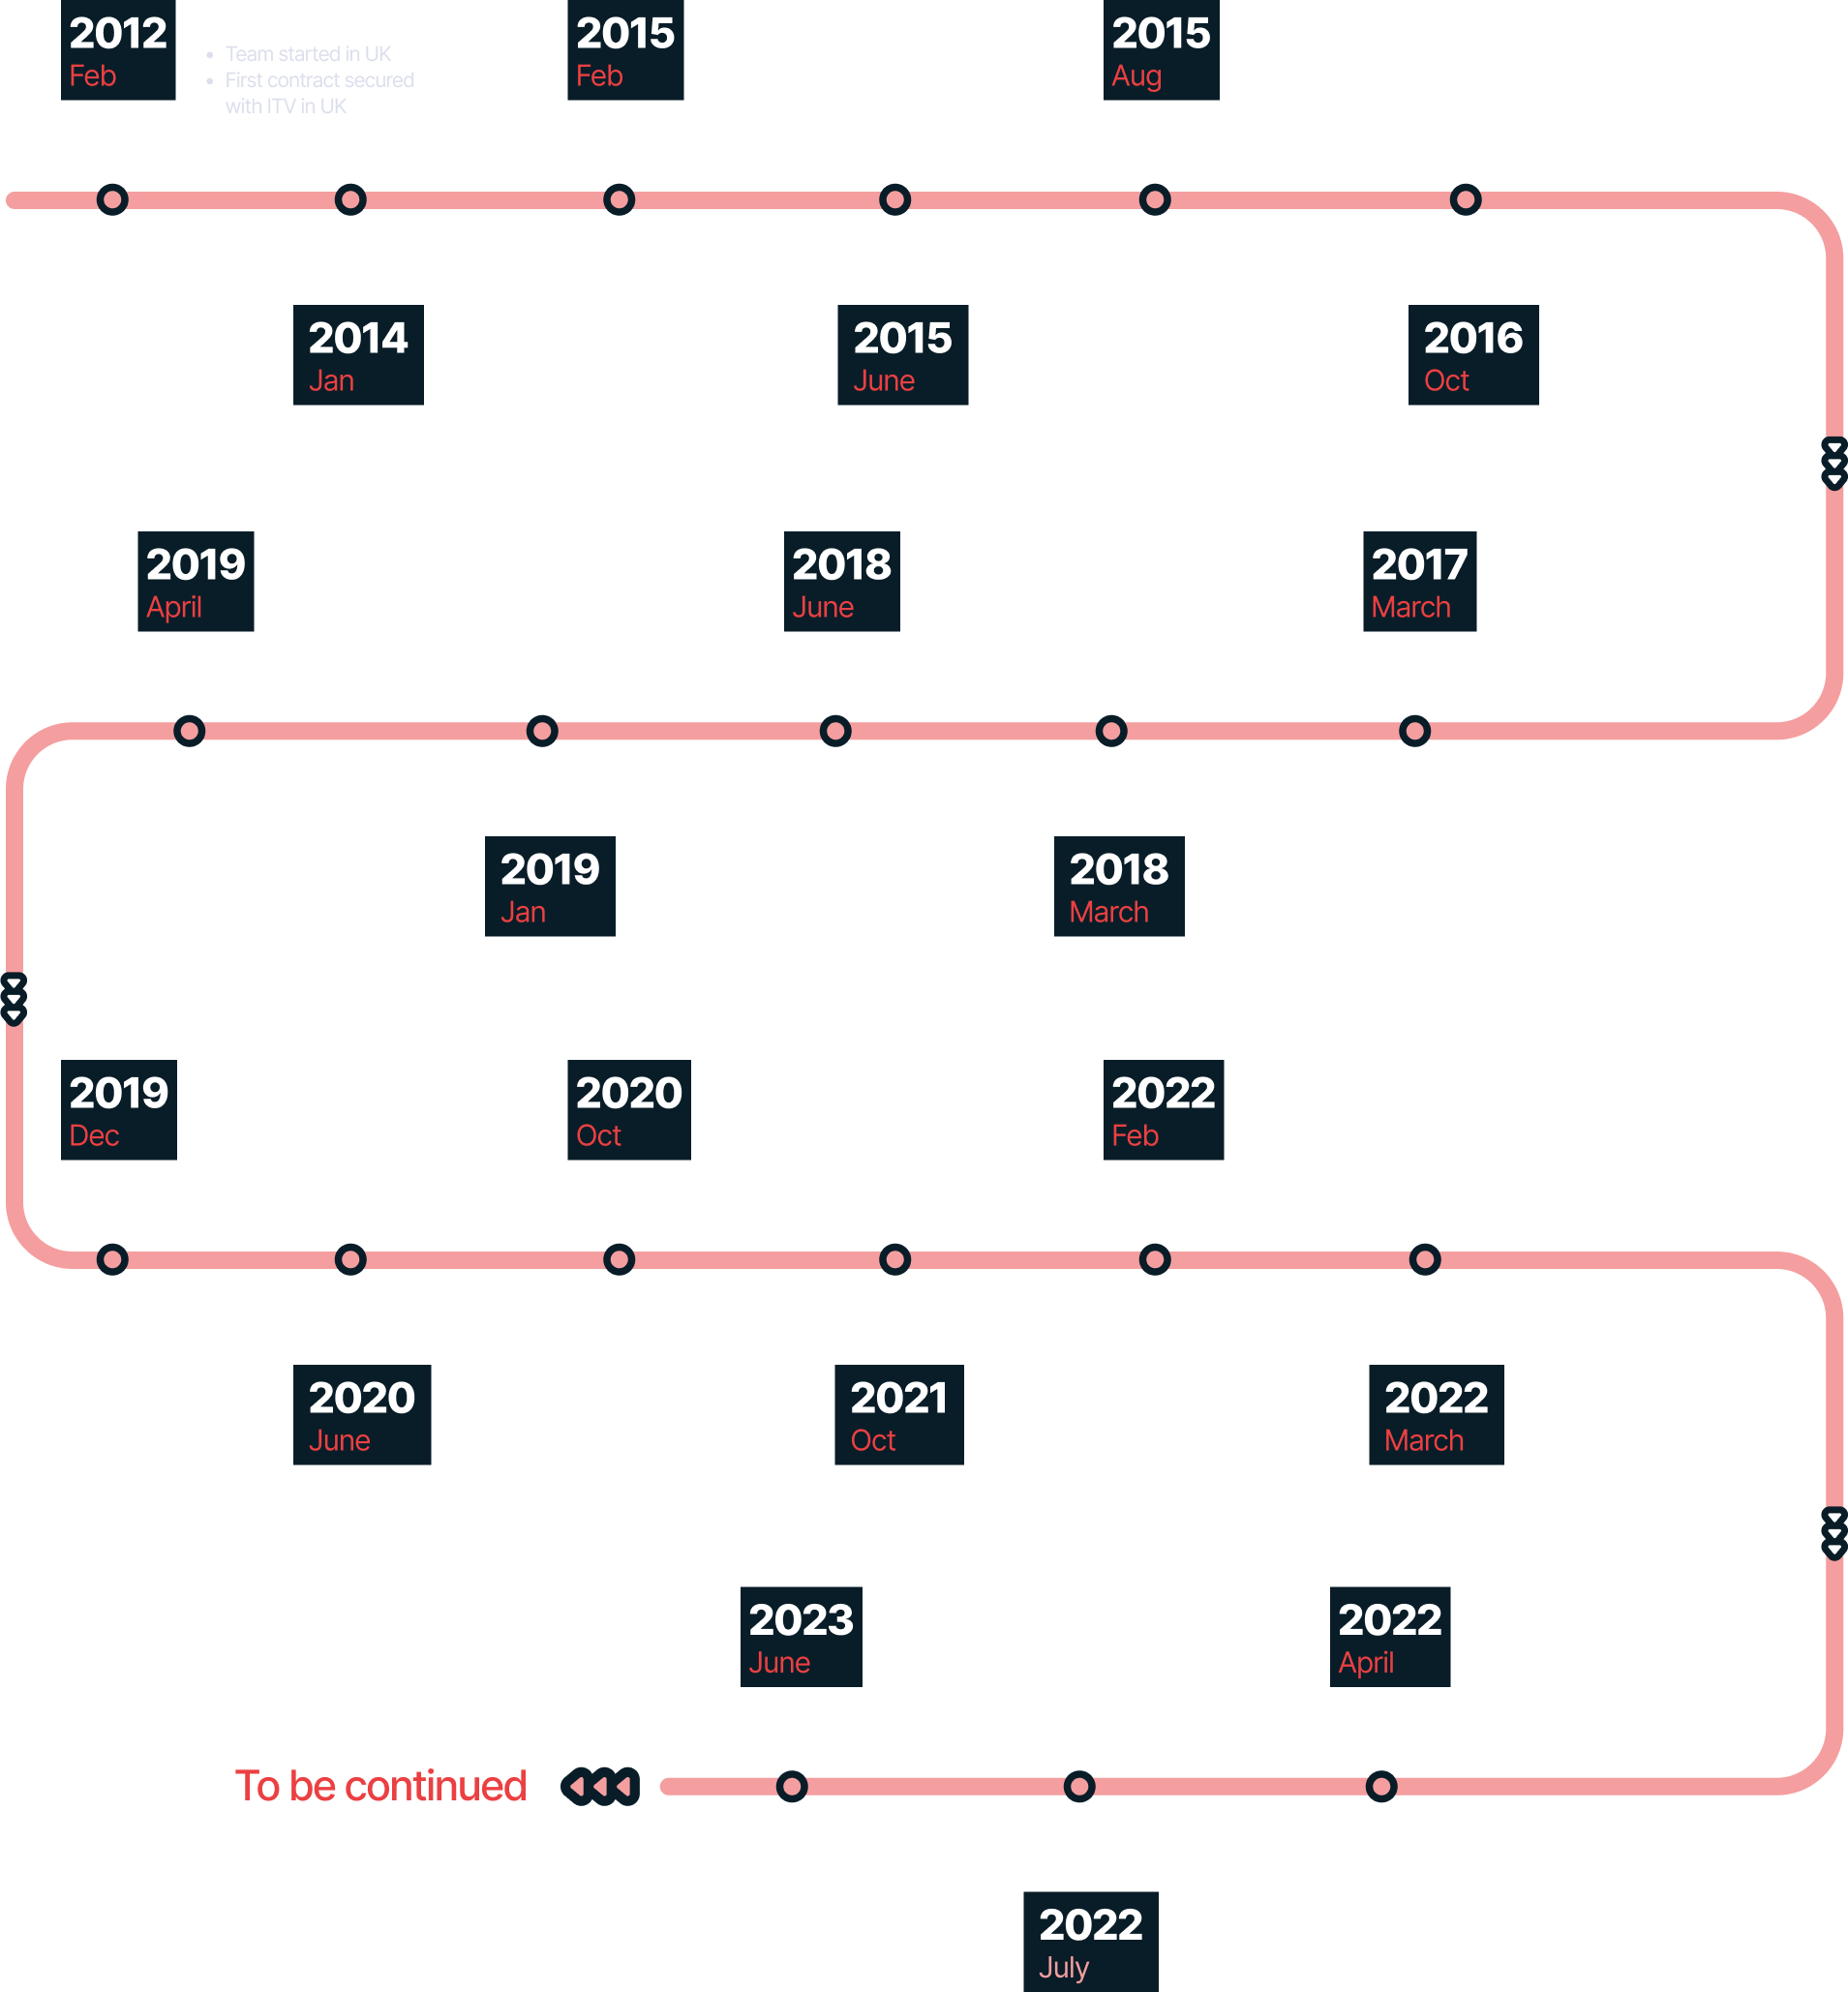 2012
Feb
• Team started in UK
• First contract secured
with ITV in UK
2015
Feb
2015
Aug
2014
Jan
2015
June
2016
Oct
2019
April
2018
June
2017
March
2019
Jan
2018
March
2019
Dec
2020
Oct
2022
Feb
2020
June
2021
Oct
2022
March
2023
June
2022
April
To be continued
2022
July